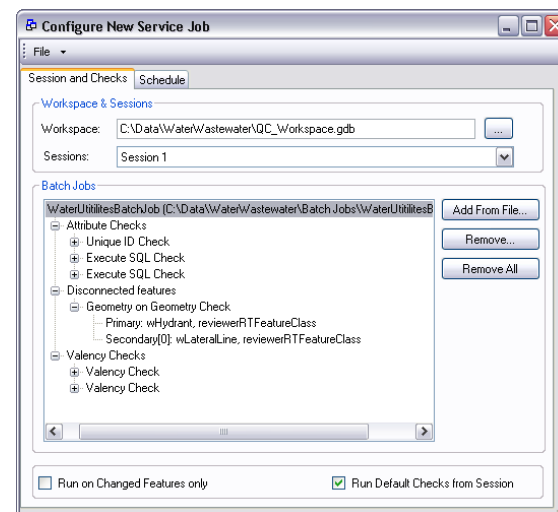 Configure New Service Job
File
Session and Checks Schedule
Workspace & Sessions
Workspace: C:\Data\WaterWastewater\QC_Workspace.gdb ...
Sessions: Session 1
Batch Jobs
WaterUtitilitesBatchJob (C:\Data\WaterWastewater\Batch Jobs\WaterUtitilitesB
Add From File...
Remove...
Remove All
Attribute Checks
Unique ID Check
Execute SQL Check
Execute SQL Check
Disconnected features
Geometry on Geometry Check
Primary: wHydrant, reviewerRTFeatureClass
Secondary[0]: wLateralLine, reviewerRTFeatureClass
Valency Checks
Valency Check
Valency Check
Run on Changed Features only Run Default Checks from Session